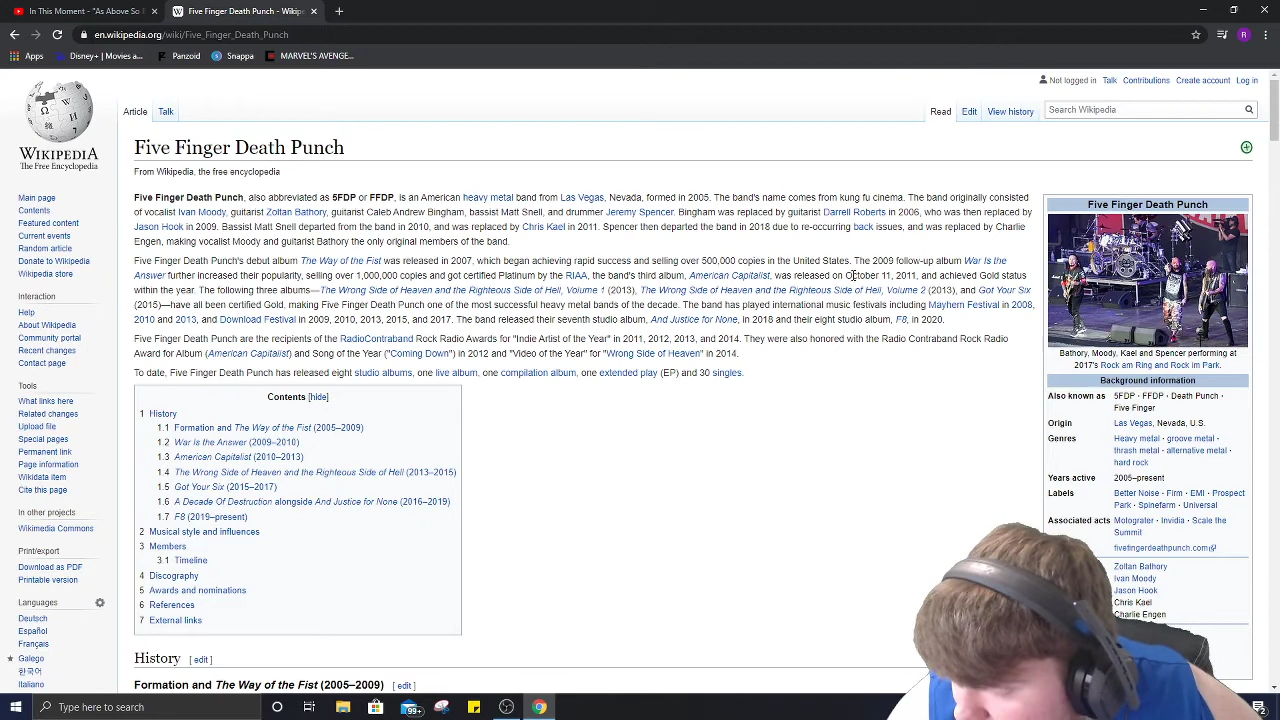 In This Moment - "As Above So B
Five Finger Death Punch - Wikipe
en.wikipedia.org/wiki/Five_Finger_Death_Punch
R
Apps
Disney+ | Movies a...
Panzoid
Snappa
MARVEL'S AVENGE...
Not logged in Talk Contributions Create account Log in
Article Talk
Read Edit View history
Search Wikipedia
WIKIPEDIA
The Free Encyclopedia
Main page
Contents
Featured content
Current events
Random article
Donate to Wikipedia
Wikipedia store
Interaction
Help
About Wikipedia
Community portal
Recent changes
Contact page
Tools
What links here
Related changes
Upload file
Special pages
Permanent link
Page information
Wikidata item
Cite this page
In other projects
Wikimedia Commons
Print/export
Download as PDF
Printable version
Languages
Deutsch
Español
Français
Galego
한국어
Italiano
Five Finger Death Punch
From Wikipedia, the free encyclopedia
Five Finger Death Punch, also abbreviated as 5FDP or FFDP, is an American heavy metal band from Las Vegas, Nevada, formed in 2005. The band's name comes from kung fu cinema. The band originally consisted
of vocalist Ivan Moody, guitarist Zoltan Bathory, guitarist Caleb Andrew Bingham, bassist Matt Snell, and drummer Jeremy Spencer. Bingham was replaced by guitarist Darrell Roberts in 2006, who was then replaced by
Jason Hook in 2009. Bassist Matt Snell departed from the band in 2010, and was replaced by Chris Kael in 2011. Spencer then departed the band in 2018 due to re-occurring back issues, and was replaced by Charlie
Engen, making vocalist Moody and guitarist Bathory the only original members of the band.
Five Finger Death Punch's debut album The Way of the Fist was released in 2007, which began achieving rapid success and selling over 500,000 copies in the United States. The 2009 follow-up album War Is the
Answer further increased their popularity, selling over 1,000,000 copies and got certified Platinum by the RIAA, the band's third album, American Capitalist, was released on October 11, 2011, and achieved Gold status
within the year. The following three albums—The Wrong Side of Heaven and the Righteous Side of Hell, Volume 1 (2013), The Wrong Side of Heaven and the Righteous Side of Hell, Volume 2 (2013), and Got Your Six
(2015)—have all been certified Gold, making Five Finger Death Punch one of the most successful heavy metal bands of the decade. The band has played international music festivals including Mayhem Festival in 2008,
2010 and 2013, and Download Festival in 2009, 2010, 2013, 2015, and 2017. The band released their seventh studio album, And Justice for None, in 2018 and their eight studio album, F8, in 2020.
Five Finger Death Punch are the recipients of the RadioContraband Rock Radio Awards for "Indie Artist of the Year" in 2011, 2012, 2013, and 2014. They were also honored with the Radio Contraband Rock Radio
Award for Album (American Capitalist) and Song of the Year ("Coming Down") in 2012 and "Video of the Year" for "Wrong Side of Heaven" in 2014.
To date, Five Finger Death Punch has released eight studio albums, one live album, one compilation album, one extended play (EP) and 30 singles.
Contents [hide]
1 History
1.1 Formation and The Way of the Fist (2005–2009)
1.2 War Is the Answer (2009–2010)
1.3 American Capitalist (2010–2013)
1.4 The Wrong Side of Heaven and the Righteous Side of Hell (2013–2015)
1.5 Got Your Six (2015–2017)
1.6 A Decade Of Destruction alongside And Justice for None (2016–2019)
1.7 F8 (2019–present)
2 Musical style and influences
3 Members
3.1 Timeline
4 Discography
5 Awards and nominations
6 References
7 External links
History [ edit ]
Formation and The Way of the Fist (2005–2009) [ edit ]
Five Finger Death Punch
Bathory, Moody, Kael and Spencer performing at
2017's Rock am Ring and Rock im Park.
Background information
Also known as 5FDP · FFDP · Death Punch ·
Five Finger
Origin Las Vegas, Nevada, U.S.
Genres Heavy metal · groove metal ·
thrash metal · alternative metal ·
hard rock
Years active 2005–present
Labels Better Noise · Firm · EMI · Prospect
Park · Spinefarm · Universal
Associated acts Motograter · Invidia · Scale the
Summit
fivefingerdeathpunch.com
Zoltan Bathory
Ivan Moody
Jason Hook
Chris Kael
Charlie Engen
Type here to search
99+
2